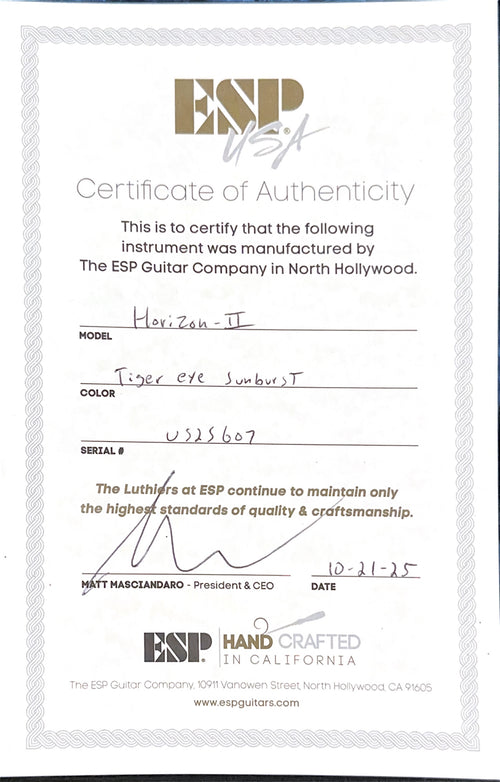 ESP
USA®
Certificate of Authenticity
This is to certify that the following
instrument was manufactured by
The ESP Guitar Company in North Hollywood.
Horizon-II
MODEL
Tiger eye Sunburst
COLOR
US25607
SERIAL #
The Luthiers at ESP continue to maintain only
the highest standards of quality & craftsmanship.
10-21-25
MATT MASCIANDARO - President & CEO DATE
ESP® HAND CRAFTED
IN CALIFORNIA
The ESP Guitar Company, 10911 Vanowen Street, North Hollywood, CA 91605
www.espguitars.com